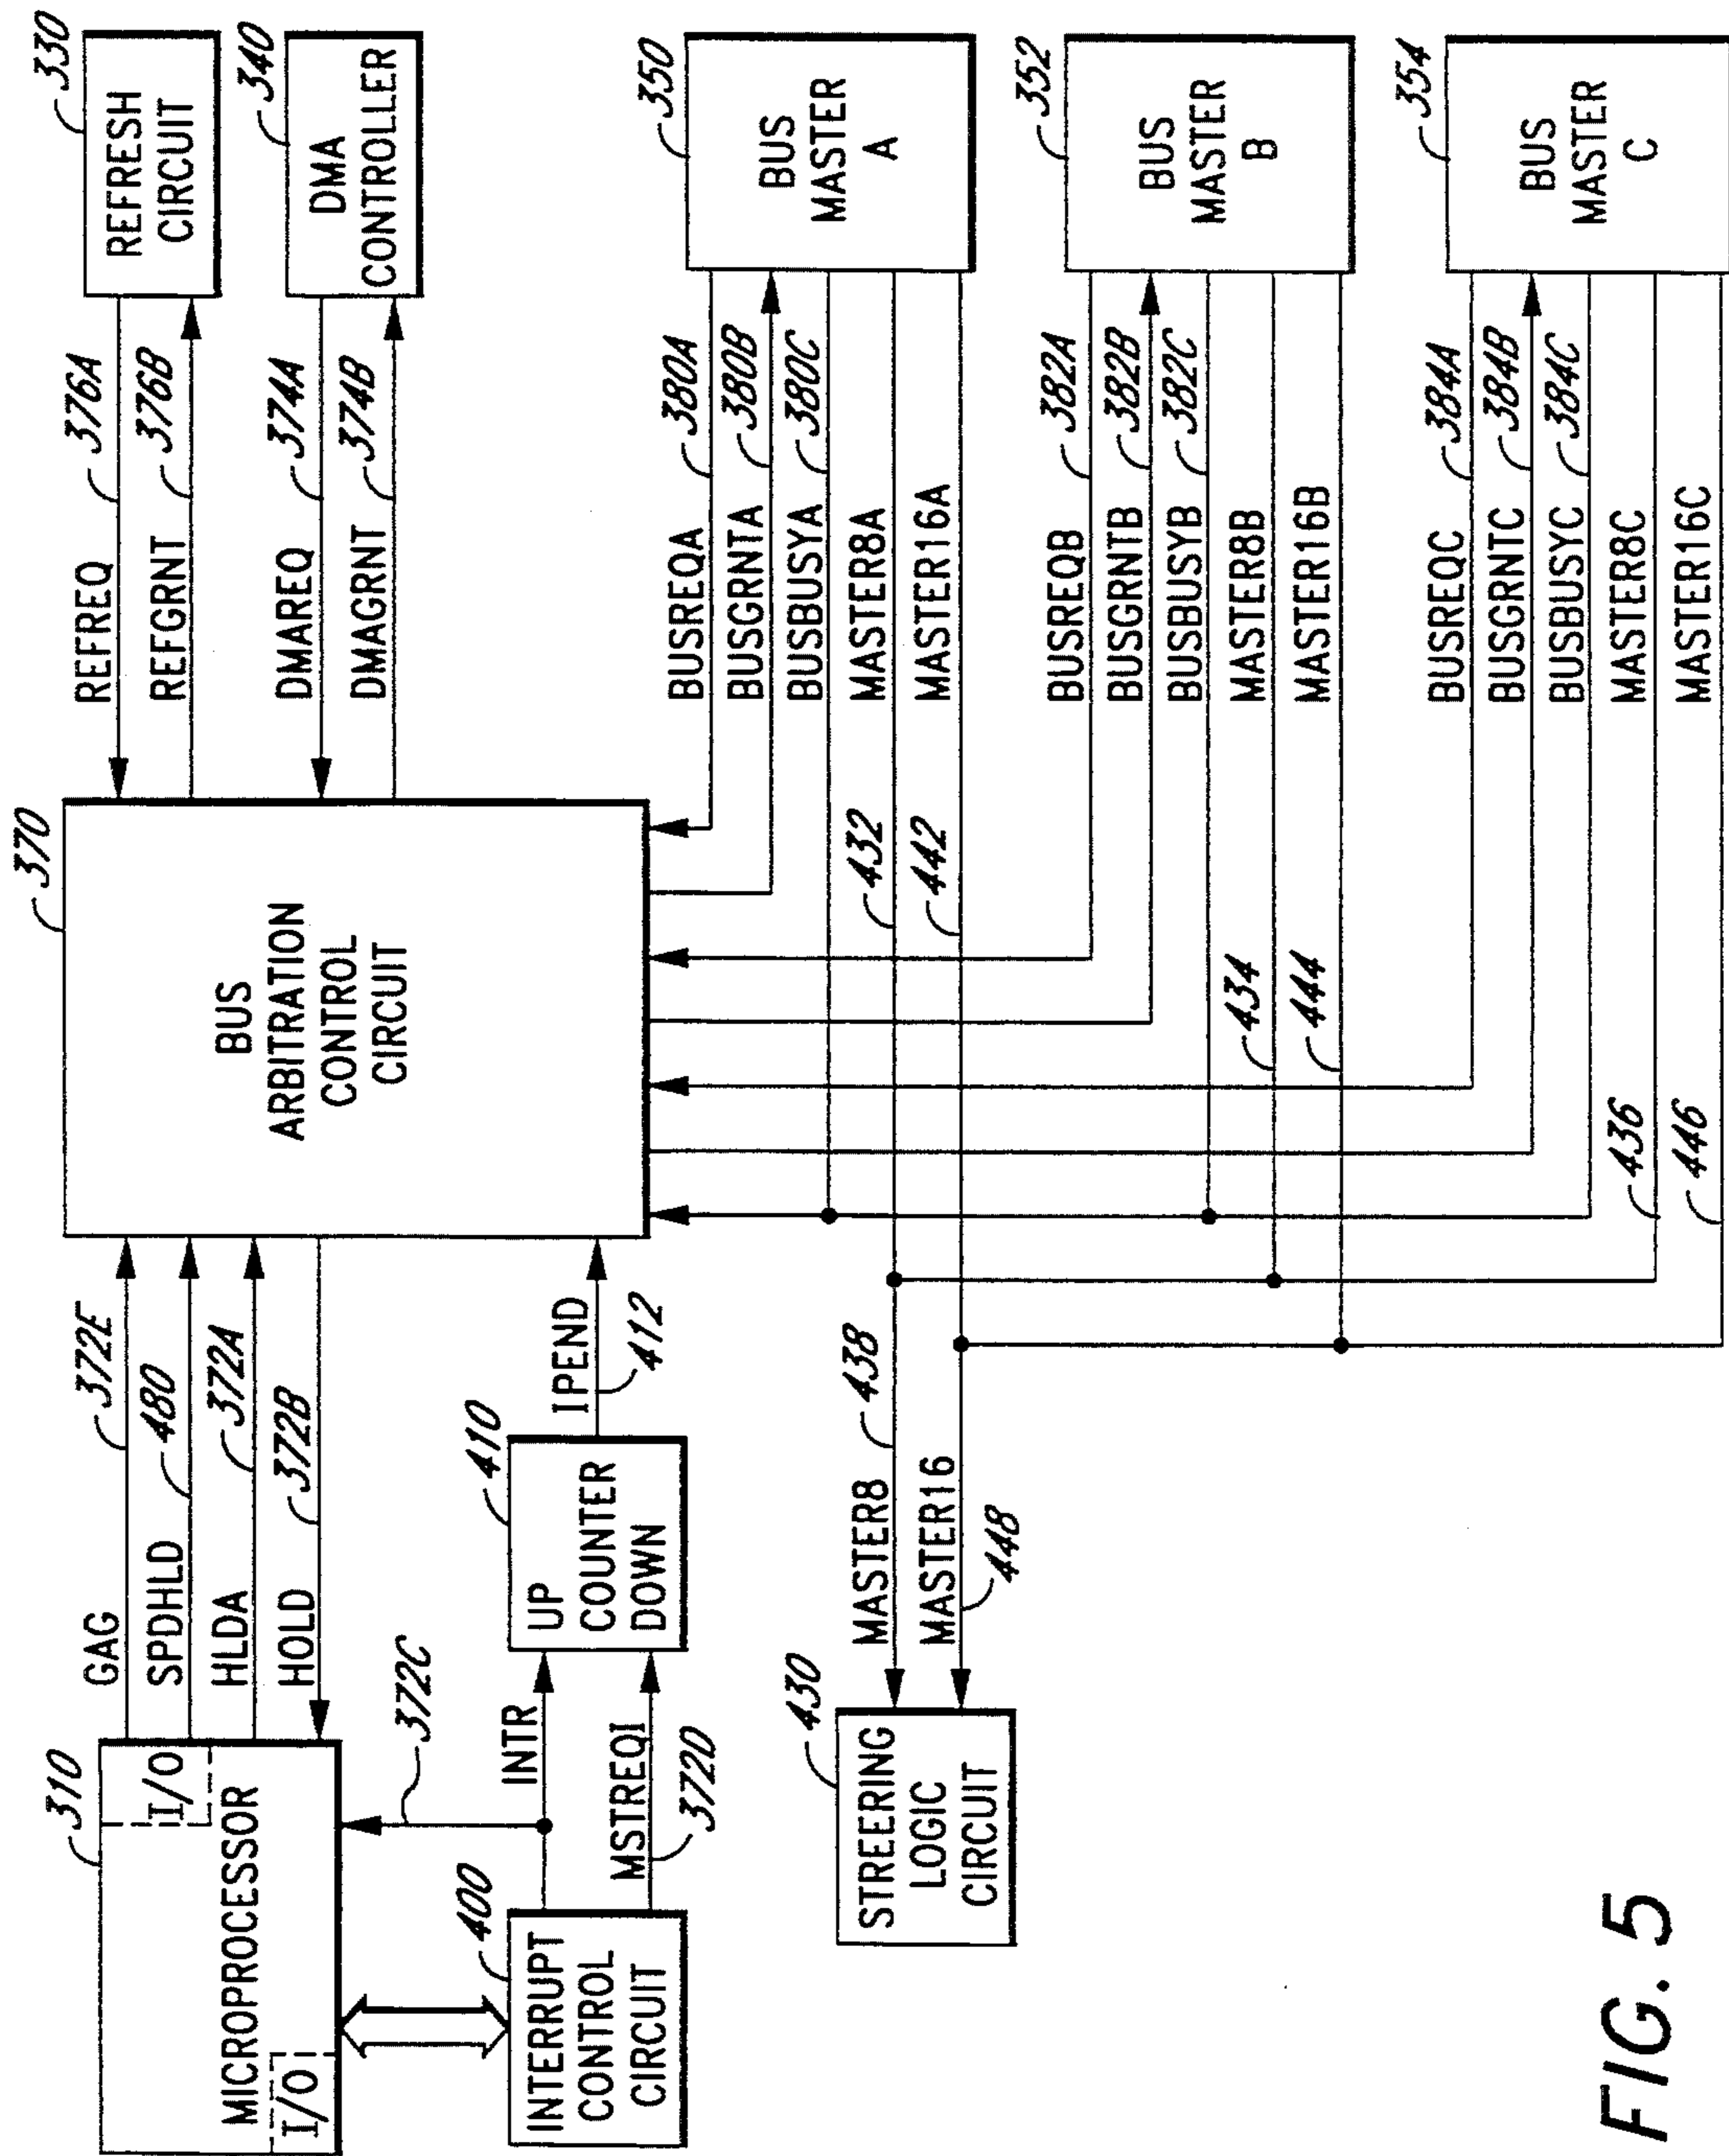 310
MICROPROCESSOR
I/O
I/O
GAG
372E
SPDHLD
480
HLDA
372A
HOLD
372B
370
BUS
ARBITRATION
CONTROL
CIRCUIT
REFREQ
376A
REFGRNT
376B
330
REFRESH
CIRCUIT
DMAREQ
374A
DMAGRNT
374B
340
DMA
CONTROLLER
400
INTERRUPT
CONTROL
CIRCUIT
372C
INTR
MSTREQI
372D
410
UP
COUNTER
DOWN
IPEND
412
430
STREERING
LOGIC
CIRCUIT
MASTER8
438
MASTER16
448
BUSREQA
380A
BUSGRNTA
380B
BUSBUSYA
380C
432
MASTER8A
442
MASTER16A
350
BUS
MASTER
A
BUSREQB
382A
BUSGRNTB
382B
BUSBUSYB
382C
434
MASTER8B
444
MASTER16B
352
BUS
MASTER
B
BUSREQC
384A
BUSGRNTC
384B
BUSBUSYC
384C
436
MASTER8C
446
MASTER16C
354
BUS
MASTER
C
FIG. 5